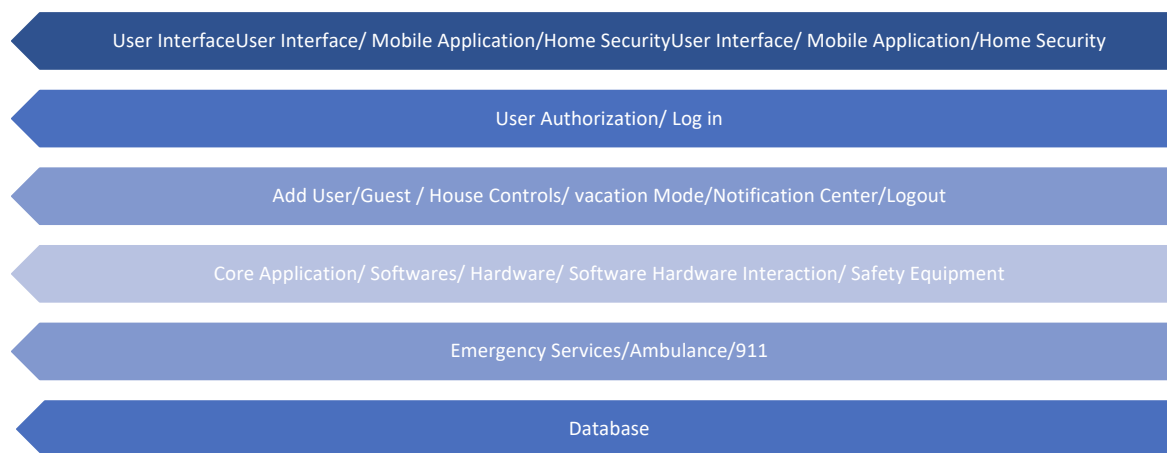 User InterfaceUser Interface/ Mobile Application/Home SecurityUser Interface/ Mobile Application/Home Security
User Authorization/ Log in
Add User/Guest / House Controls/ vacation Mode/Notification Center/Logout
Core Application/ Softwares/ Hardware/ Software Hardware Interaction/ Safety Equipment
Emergency Services/Ambulance/911
Database